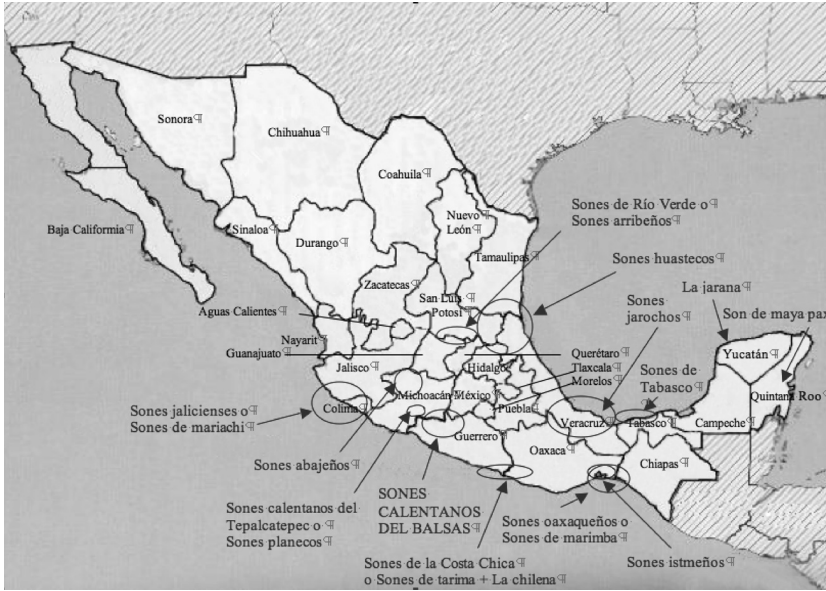 Sonora¶
Chihuahua¶
Coahuila¶
Sones de Río Verde o¶
Sones arribeños¶
Nuevo
León¶
Baja California¶
Sinaloa¶
Durango¶
Tamaulipas¶
Sones huastecos¶
Zacatecas¶
La jarana¶
San Luis
Potosí¶
Sones
jarochos¶
Aguas Calientes¶
Son de maya pax
Nayarit¶
Guanajuato¶
Querétaro¶
Yucatán¶
Jalisco¶
Hidalgo¶
Tlaxcala¶
Sones de
Tabasco¶
Morelos¶
Michoacán¶
México¶
Quintana Roo¶
Colima¶
Puebla¶
Sones jalicienses o¶
Sones de mariachi¶
Veracruz¶
Tabasco¶
Campeche¶
Guerrero¶
Oaxaca¶
Sones abajeños¶
Chiapas¶
SONES
CALENTANOS
DEL BALSAS¶
Sones calentanos del
Tepalcatepec o¶
Sones planecos¶
Sones oaxaqueños o¶
Sones de marimba¶
Sones de la Costa Chica¶
o Sones de tarima + La chilena¶
Sones istmeños¶